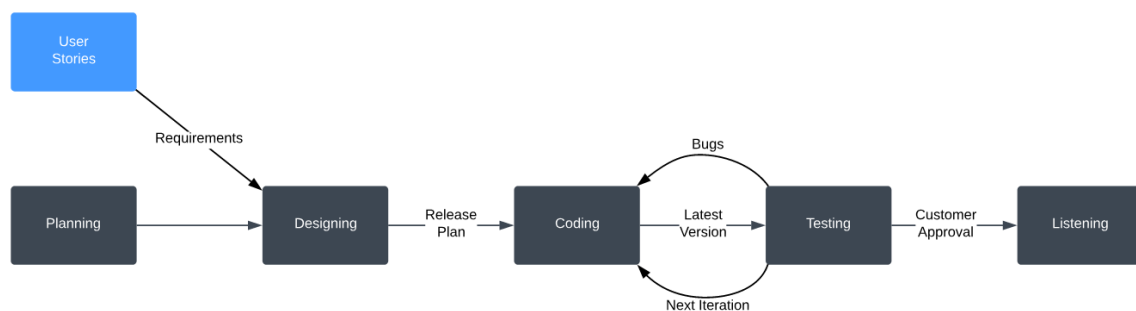 User
Stories
Requirements
Bugs
Planning
Designing
Release
Plan
Coding
Latest
Version
Testing
Customer
Approval
Listening
Next Iteration